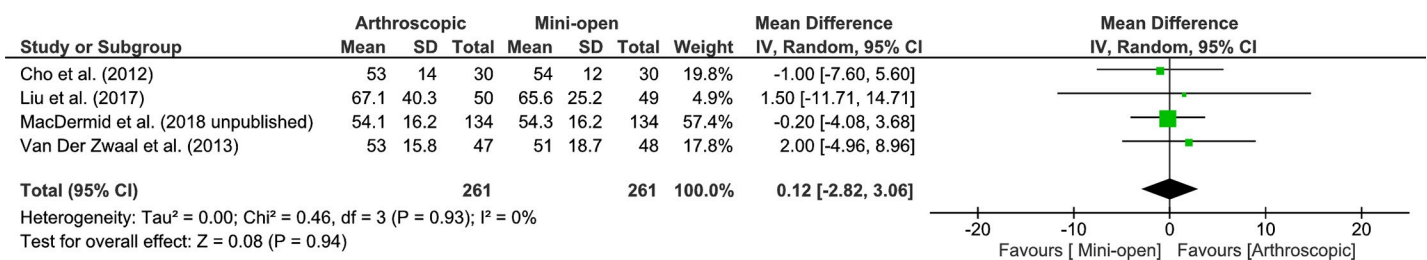 Arthroscopic Mini-open Mean Difference Mean Difference
Study or Subgroup Mean SD Total Mean SD Total Weight IV, Random, 95% CI IV, Random, 95% CI
Cho et al. (2012) 53 14 30 54 12 30 19.8% -1.00 [-7.60, 5.60]
Liu et al. (2017) 67.1 40.3 50 65.6 25.2 49 4.9% 1.50 [-11.71, 14.71]
MacDermid et al. (2018 unpublished) 54.1 16.2 134 54.3 16.2 134 57.4% -0.20 [-4.08, 3.68]
Van Der Zwaal et al. (2013) 53 15.8 47 51 18.7 48 17.8% 2.00 [-4.96, 8.96]
Total (95% CI) 261 261 100.0% 0.12 [-2.82, 3.06]
Heterogeneity: Tau² = 0.00; Chi² = 0.46, df = 3 (P = 0.93); I² = 0%
Test for overall effect: Z = 0.08 (P = 0.94)
-20 -10 0 10 20
Favours [ Mini-open] Favours [Arthroscopic]